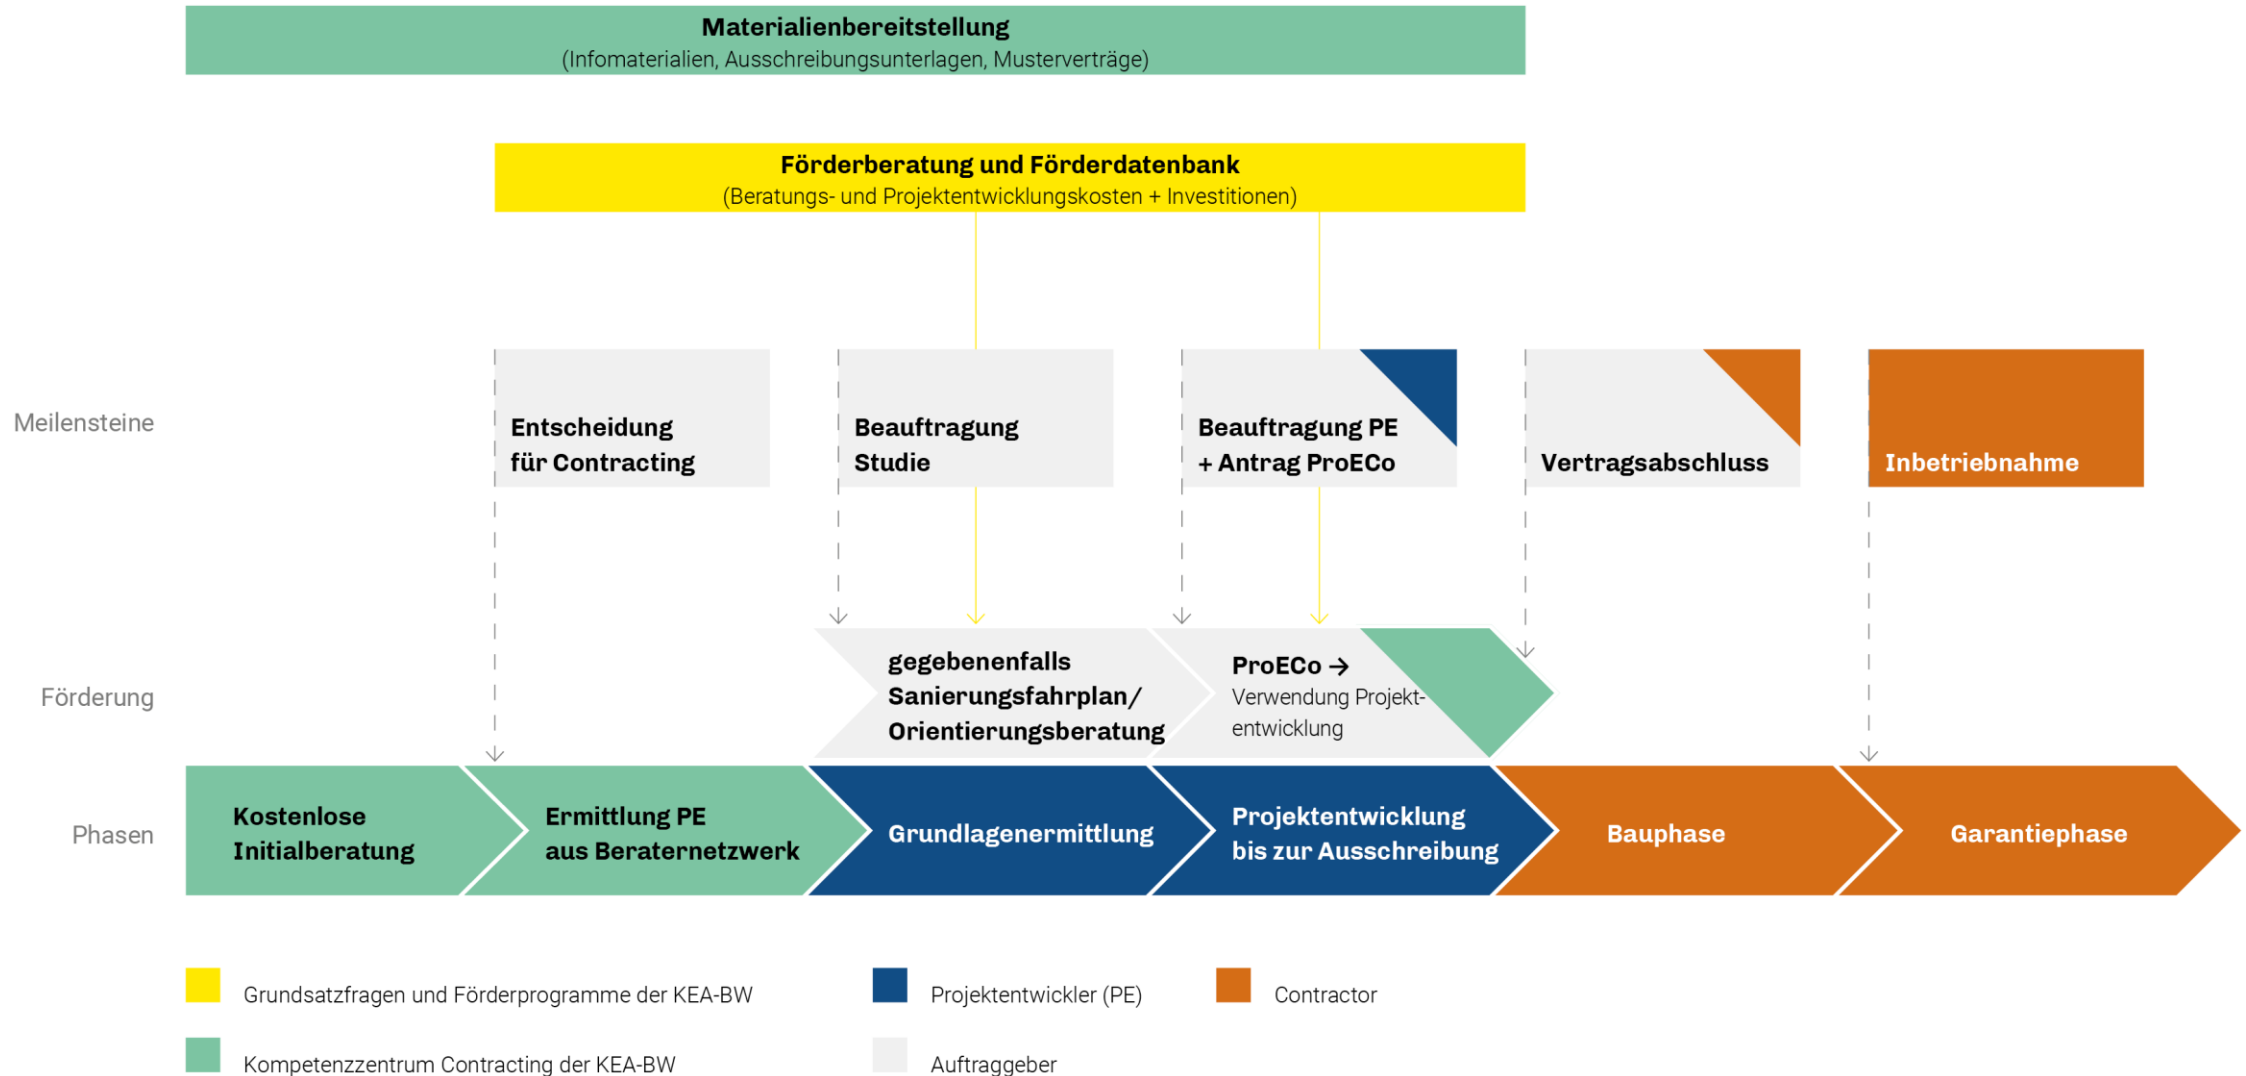 Materialienbereitstellung
(Infomaterialien, Ausschreibungsunterlagen, Musterverträge)
Förderberatung und Förderdatenbank
(Beratungs- und Projektentwicklungskosten + Investitionen)
Meilensteine
Entscheidung
für Contracting
Beauftragung
Studie
Beauftragung PE
+ Antrag ProECo
Vertragsabschluss
Inbetriebnahme
Förderung
gegebenenfalls
Sanierungsfahrplan/
Orientierungsberatung
ProECo →
Verwendung Projekt-
entwicklung
Phasen
Kostenlose
Initialberatung
Ermittlung PE
aus Beraternetzwerk
Grundlagenermittlung
Projektentwicklung
bis zur Ausschreibung
Bauphase
Garantiephase
Grundsatzfragen und Förderprogramme der KEA-BW
Projektentwickler (PE)
Contractor
Kompetenzzentrum Contracting der KEA-BW
Auftraggeber